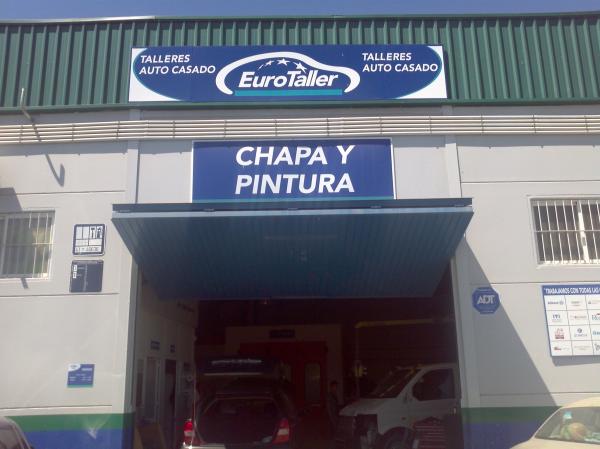 TALLERES
AUTO CASADO
EuroTaller
TALLERES
AUTO CASADO
CHAPA Y
PINTURA
ADT
TRABAJAMOS CON TODAS LAS